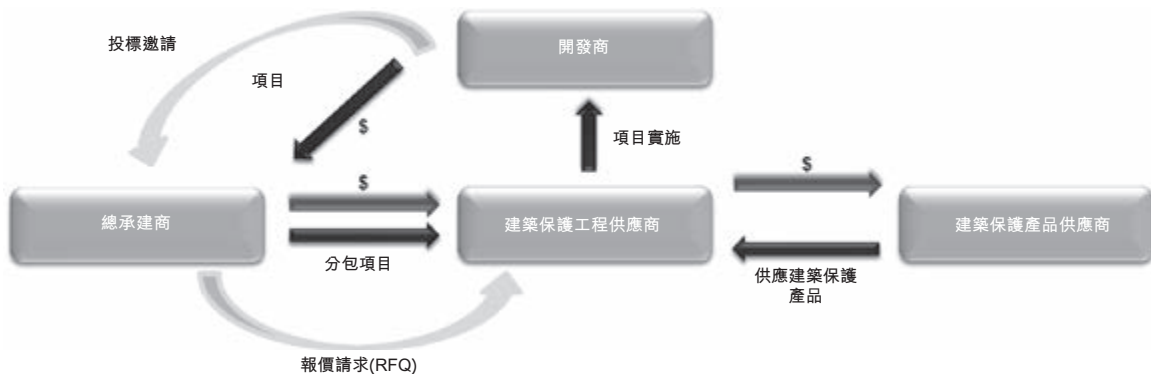 投標邀請
開發商
項目
$
項目實施
$
$
總承建商
建築保護工程供應商
建築保護產品供應商
分包項目
供應建築保護
產品
報價請求(RFQ)